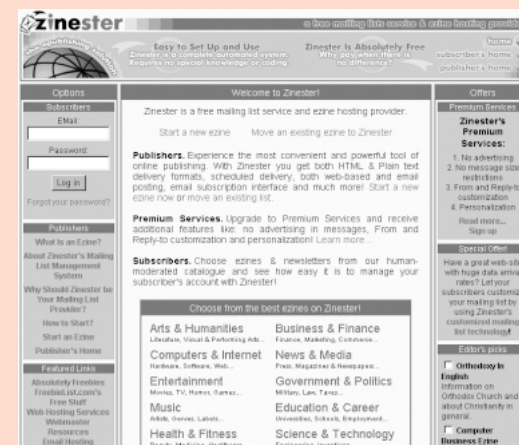 Zinester
a free mailing lists service & ezine hosting provider
the epublishing revolution
Easy to Set Up and Use
Zinester is a complete automated system.
Requires no special knowledge or coding.
Zinester Is Absolutely Free
Why pay when there is
no difference?
home
subscriber's home
publisher's home
Options
Subscribers
EMail:
Password:
Log in
Forgot your password?
Publishers
What Is an Ezine?
About Zinester's Mailing
List Management
System
Why Should Zinester be
Your Mailing List
Provider?
How to Start?
Start an Ezine
Publisher's Home
Featured Links
Absolutely Freebies
FreebieList.com's
Free Stuff
Web Hosting Services
Webmaster
Resources
Email Hosting
Welcome to Zinester!
Zinester is a free mailing list service and ezine hosting provider.
Start a new ezine Move an existing ezine to Zinester
Publishers. Experience the most convenient and powerful tool of
online publishing. With Zinester you get both HTML & Plain text
delivery formats, scheduled delivery, both web-based and email
posting, email subscription interface and much more! Start a new
ezine now or move an existing list.
Premium Services. Upgrade to Premium Services and receive
additional features like: no advertising in messages, From and
Reply-to customization and personalization! Learn more...
Subscribers. Choose ezines & newsletters from our human-
moderated catalogue and see how easy it is to manage your
subscriber's account with Zinester!
Choose from the best ezines on Zinester!
Arts & Humanities
Literature, Visual & Performing Arts...
Business & Finance
Finance, Marketing, Commerce...
Computers & Internet
Hardware, Software, Web...
News & Media
Press, Magazines & Newspapers...
Entertainment
Movies, TV, Humor, Games...
Government & Politics
Military, Law, Taxes...
Music
Artists, Genres, Labels...
Education & Career
Universities, Schools, Employment...
Health & Fitness
Science & Technology
Offers
Premium Services
Zinester's
Premium
Services:
1. No advertising
2. No message size
restrictions
3. From and Reply-to
customization
4. Personalization
Read more...
Sign up
Special Offer!
Have a great web-site
with huge data arrival
rates? Let your
subscribers customize
your mailing list by
using Zinester's
customized mailing
list technology!
Editor's picks
Orthodoxy in
English
Information on
Orthodox Church and
about Christianity in
general.
Computer
Business Ezine